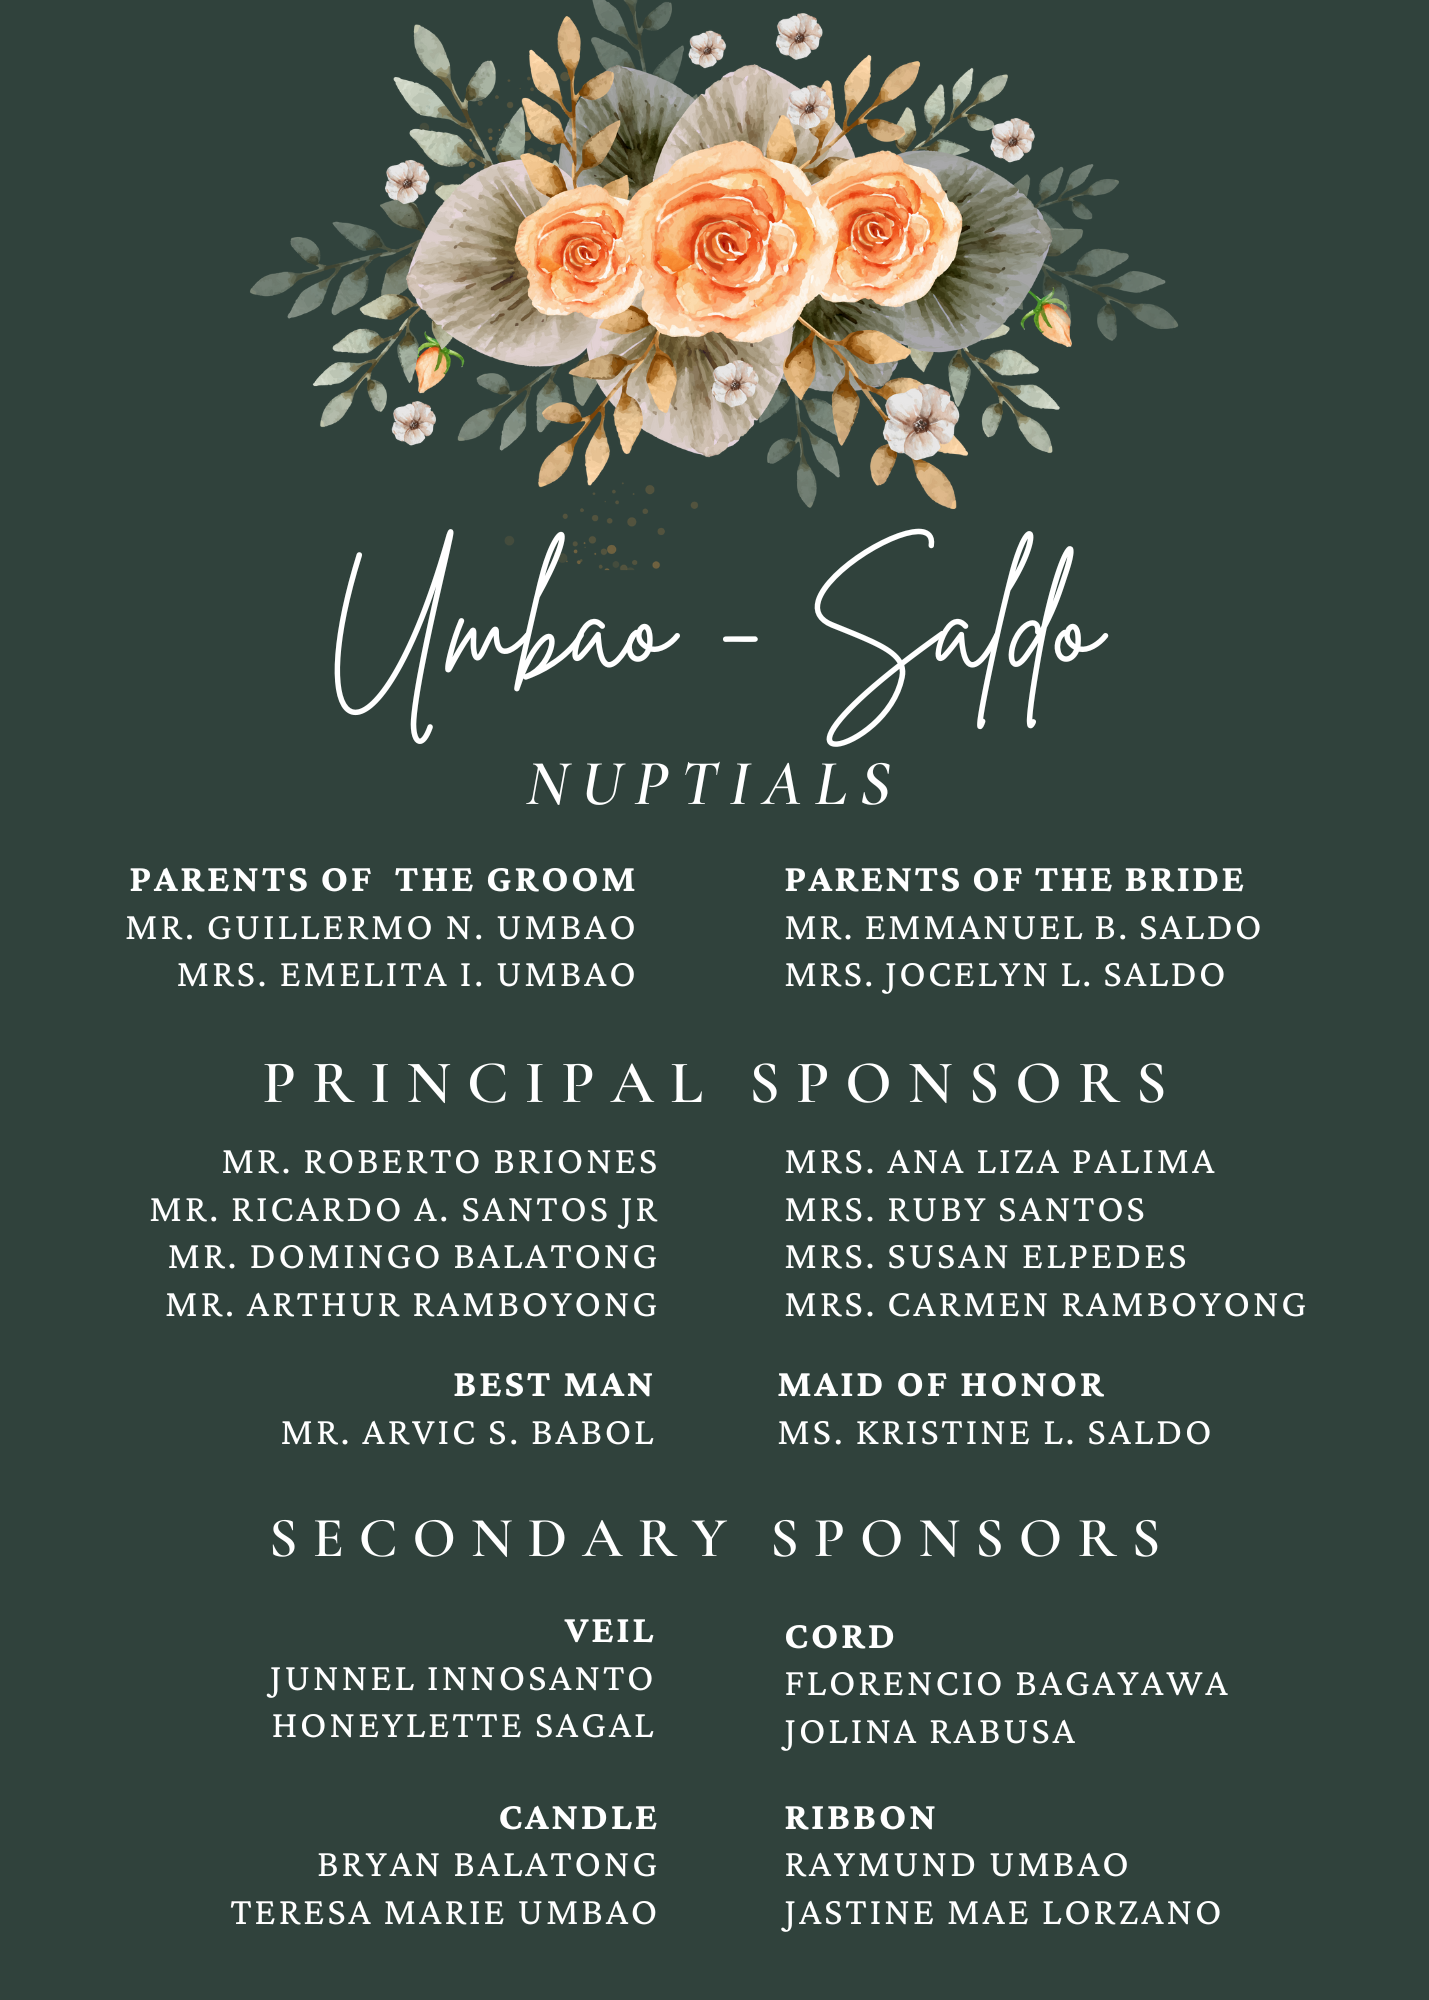 Umbao - Saldo
NUPTIALS
PARENTS OF THE GROOM
MR. GUILLERMO N. UMBAO
MRS. EMELITA I. UMBAO
PARENTS OF THE BRIDE
MR. EMMANUEL B. SALDO
MRS. JOCELYN L. SALDO
PRINCIPAL SPONSORS
MR. ROBERTO BRIONES
MR. RICARDO A. SANTOS JR
MR. DOMINGO BALATONG
MR. ARTHUR RAMBOYONG
MRS. ANA LIZA PALIMA
MRS. RUBY SANTOS
MRS. SUSAN ELPEDES
MRS. CARMEN RAMBOYONG
BEST MAN
MR. ARVIC S. BABOL
MAID OF HONOR
MS. KRISTINE L. SALDO
SECONDARY SPONSORS
VEIL
JUNNEL INNOSANTO
HONEYLETTE SAGAL
CORD
FLORENCIO BAGAYAWA
JOLINA RABUSA
CANDLE
BRYAN BALATONG
TERESA MARIE UMBAO
RIBBON
RAYMUND UMBAO
JASTINE MAE LORZANO